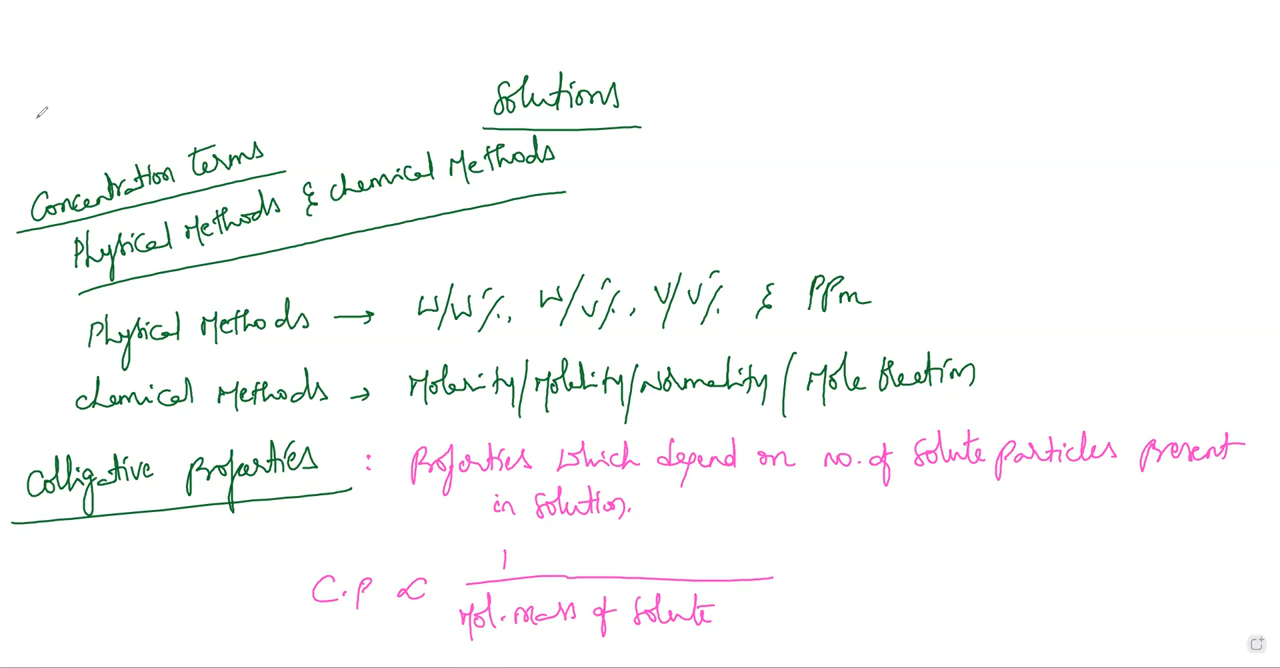 Solutions
Concentration terms
Physical Methods & chemical Methods
Physical Methods → W/W%, W/V%, V/V% & PPm
chemical Methods → Molarity/Molality/Normality/Mole fraction
Colligative Properties : Properties which depend on no. of solute particles present
in solution.
C.P ∝ 1
Mol. mass of solute